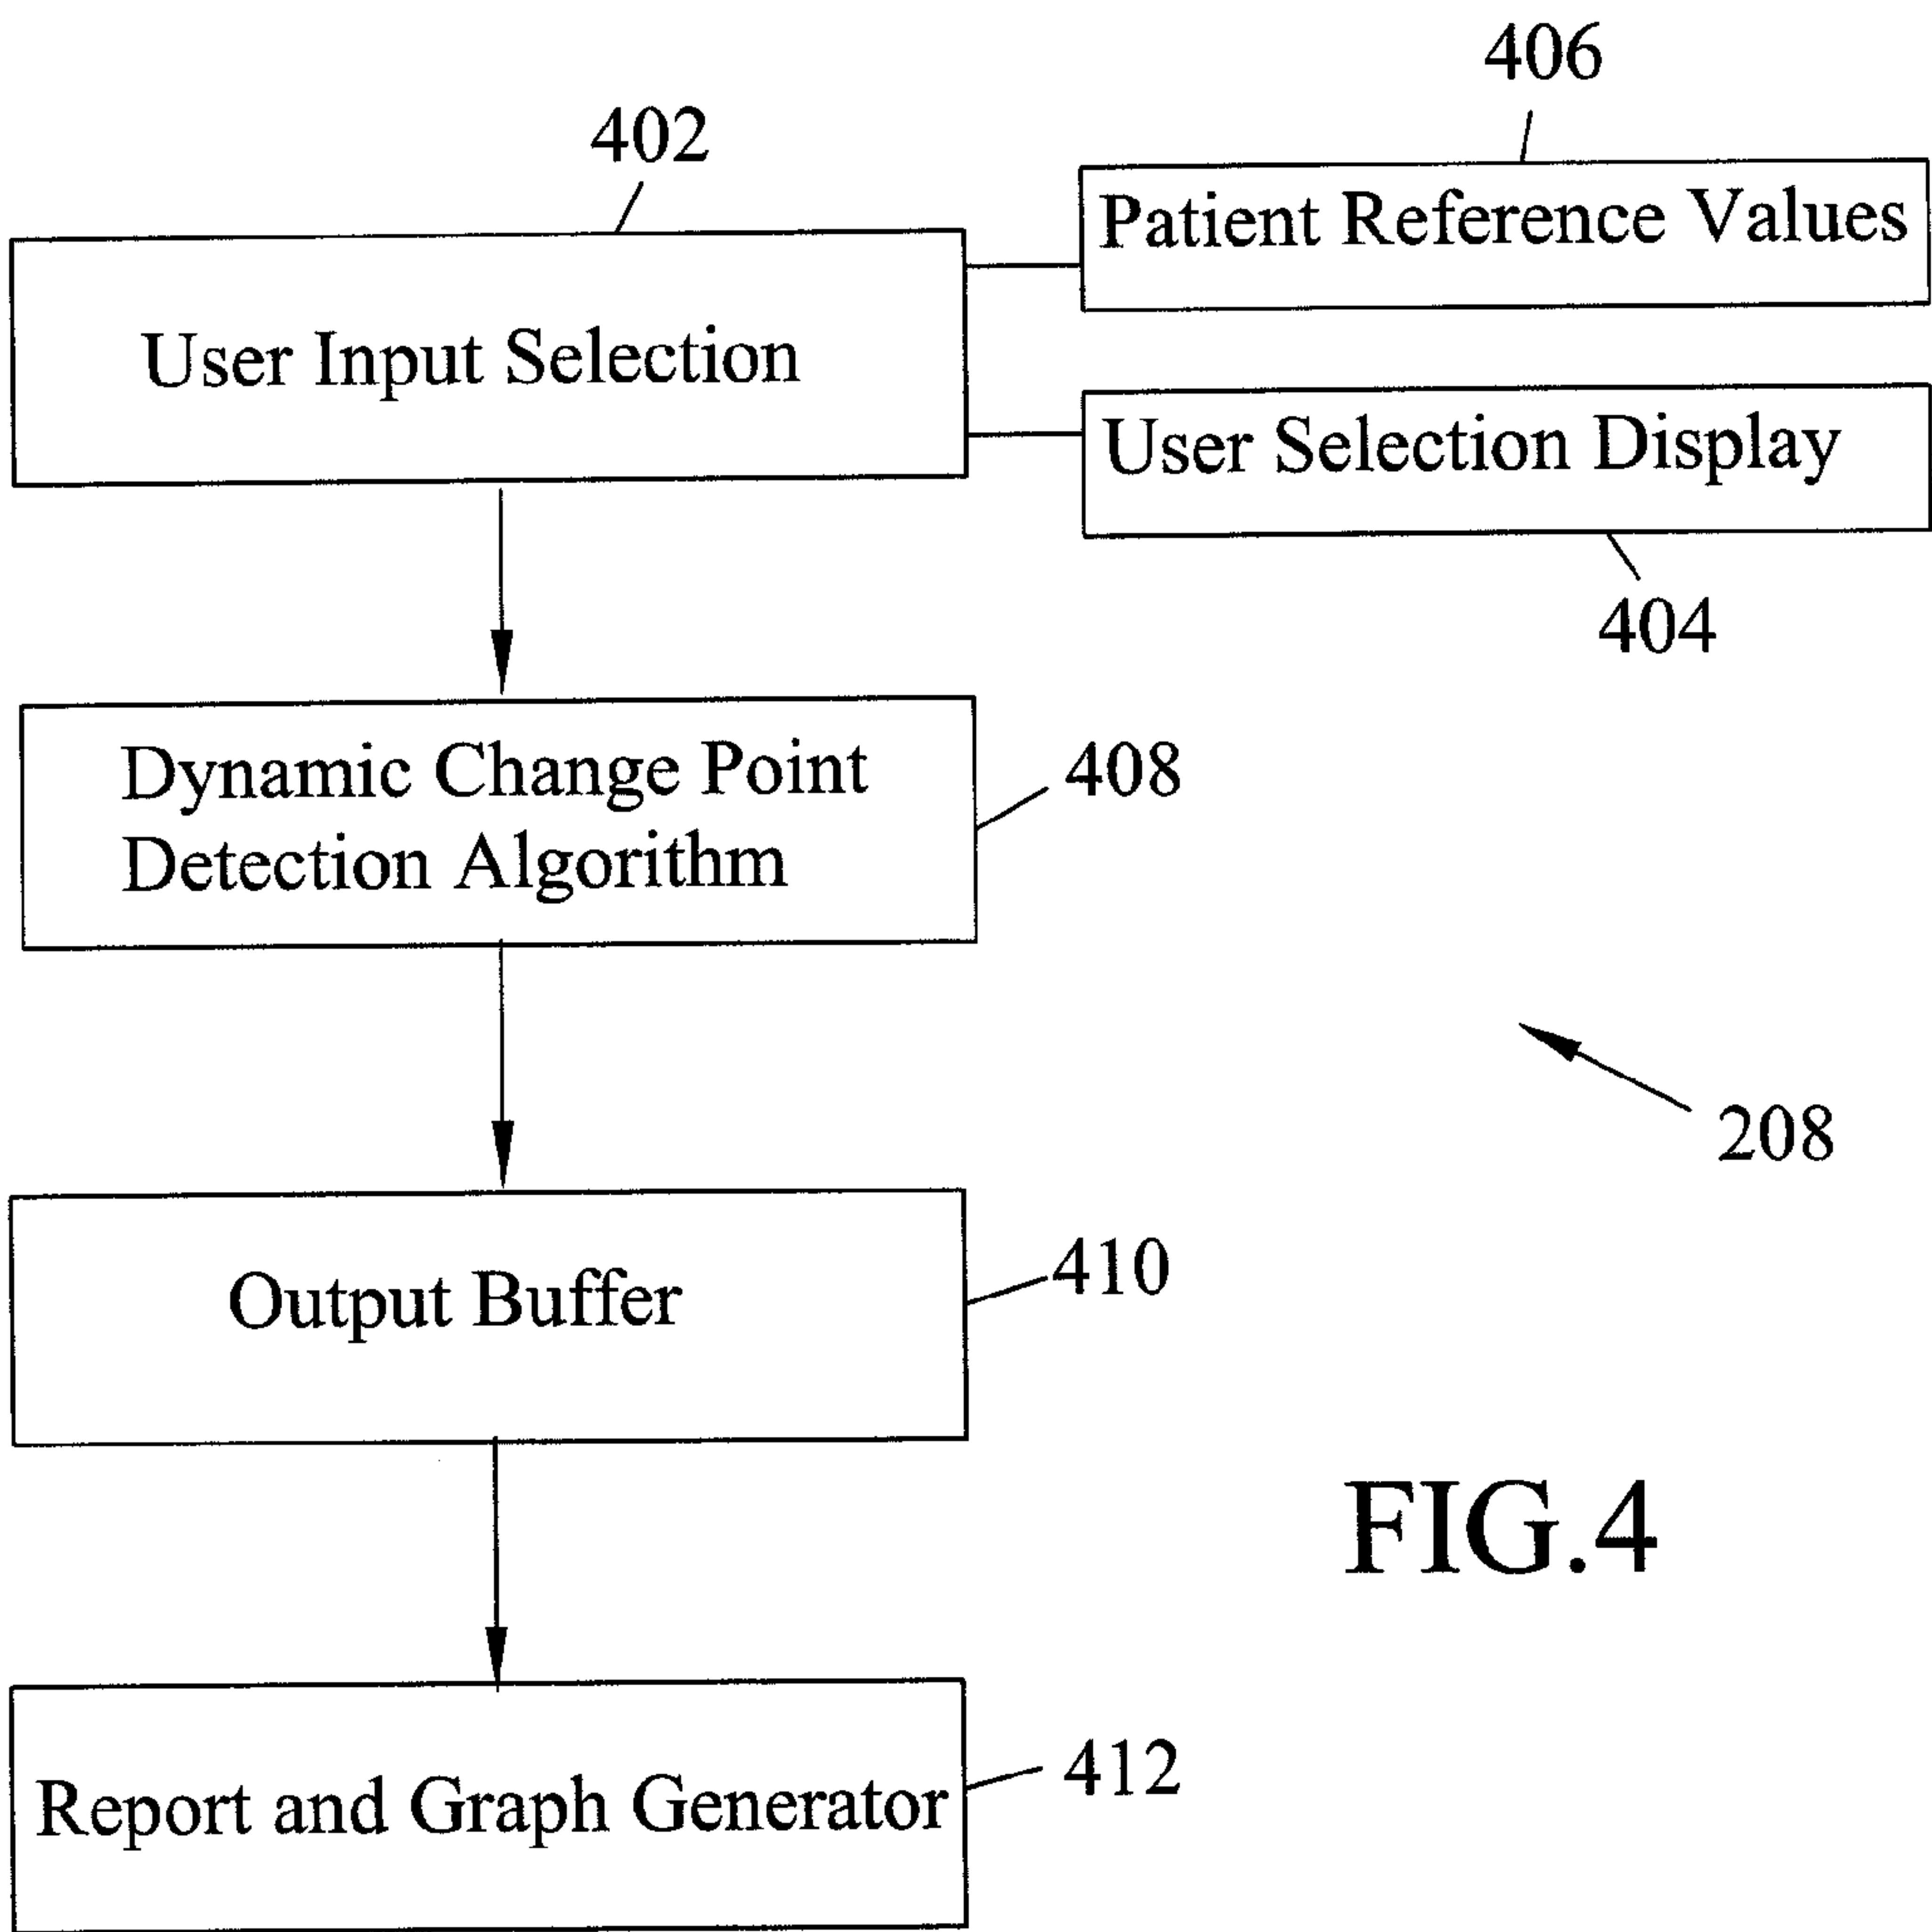 406
402
Patient Reference Values
User Input Selection
User Selection Display
404
Dynamic Change Point
Detection Algorithm
408
208
Output Buffer
410
FIG.4
Report and Graph Generator
412